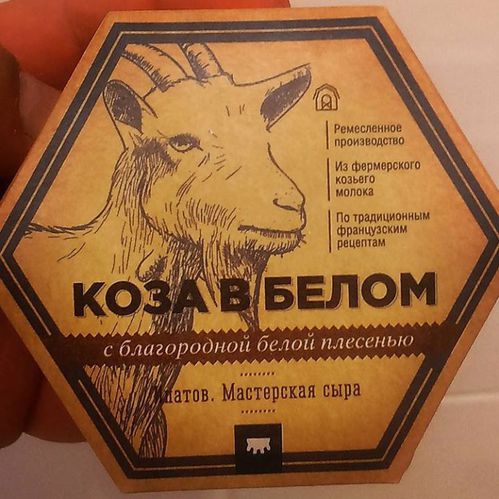 Ремесленное
производство
Из фермерского
козьего
молока
По традиционным
французским
рецептам
КОЗА В БЕЛОМ
с благородной белой плесенью
Мастерская сыра